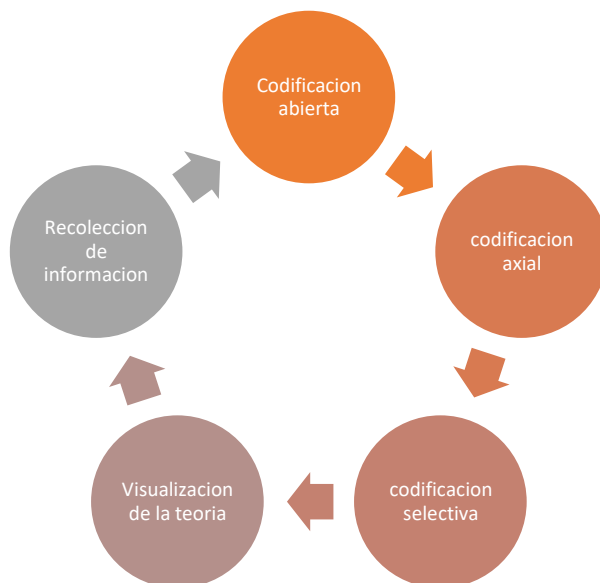 Codificacion
abierta
codificacion
axial
codificacion
selectiva
Visualizacion
de la teoria
Recoleccion
de
informacion